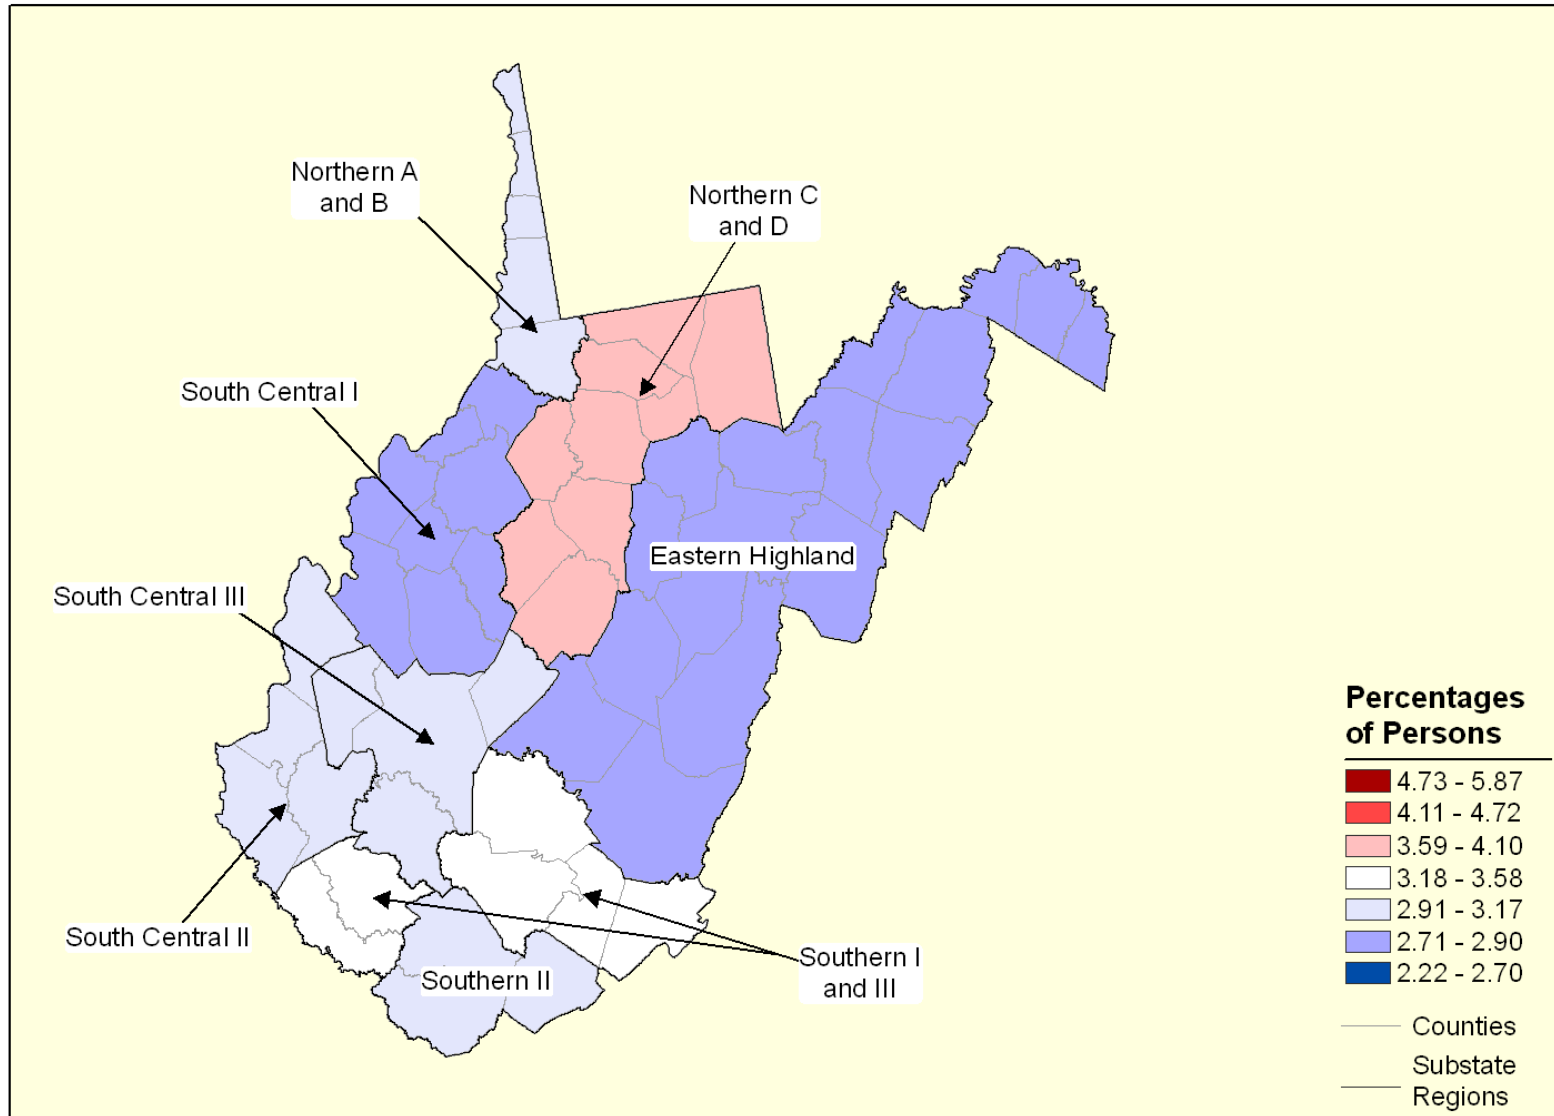 Northern A
and B
Northern C
and D
South Central I
Eastern Highland
South Central III
South Central II
Southern II
Southern I
and III
Percentages
of Persons
4.73 - 5.87
4.11 - 4.72
3.59 - 4.10
3.18 - 3.58
2.91 - 3.17
2.71 - 2.90
2.22 - 2.70
Counties
Substate
Regions